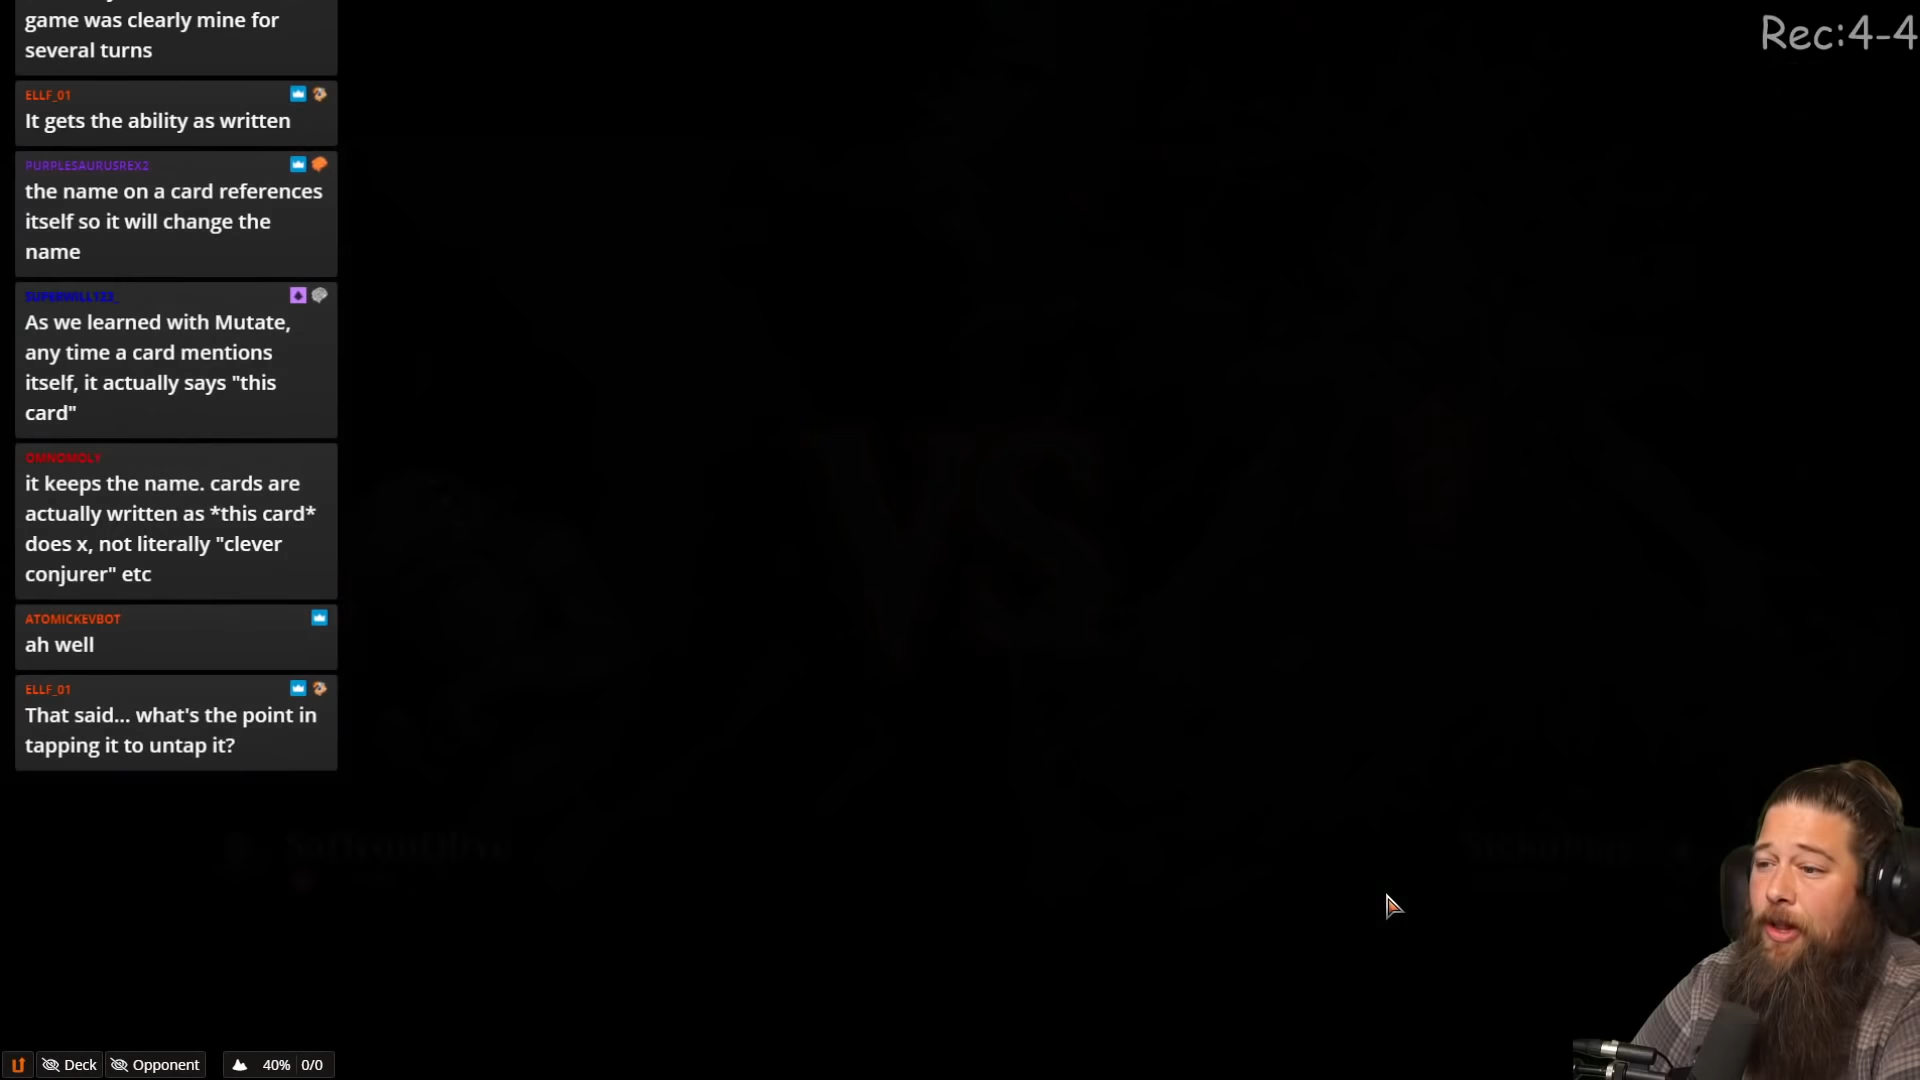 game was clearly mine for
several turns
Rec:4-4
ELLF_01
It gets the ability as written
PURPLESAURUSREX2
the name on a card references
itself so it will change the
name
SUPERWILL123_
As we learned with Mutate,
any time a card mentions
itself, it actually says "this
card"
OMNOMOLY
it keeps the name. cards are
actually written as *this card*
does x, not literally "clever
conjurer" etc
ATOMICKEVBOT
ah well
ELLF_01
That said... what's the point in
tapping it to untap it?
VS
Deck
Opponent
40%
0/0